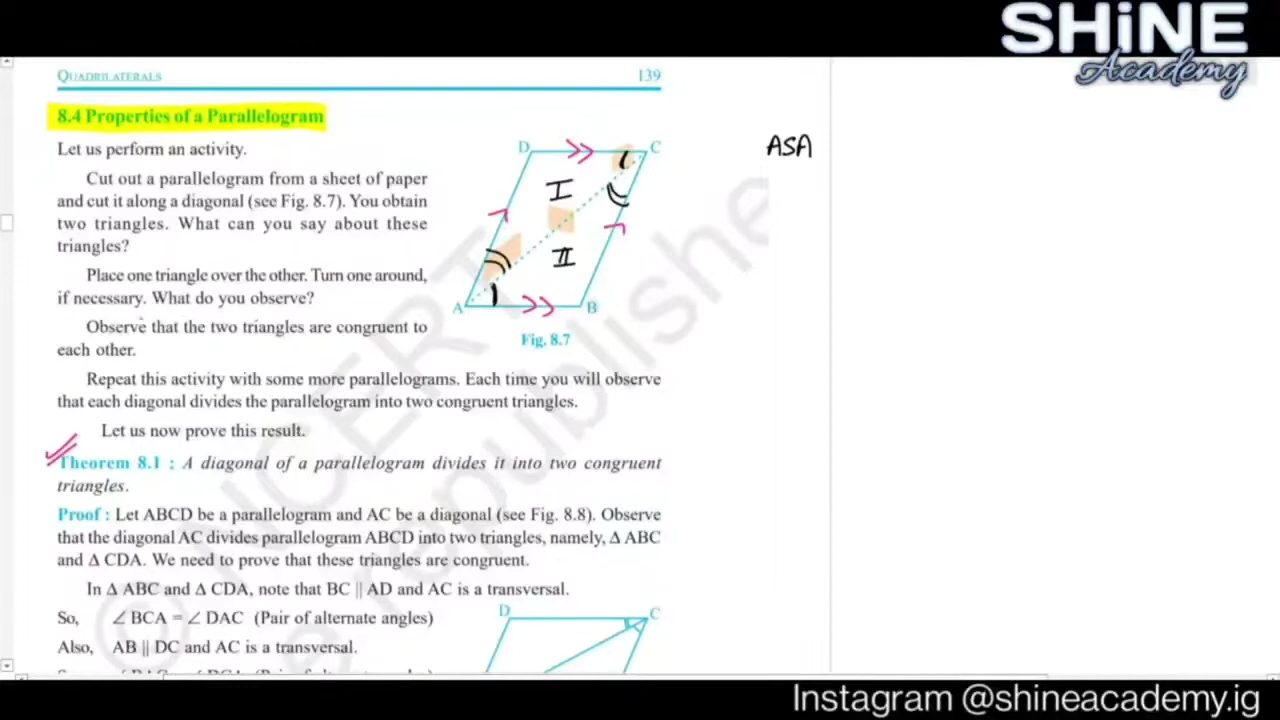 SHiNE
Academy
QUADRILATERALS 139
8.4 Properties of a Parallelogram
Let us perform an activity.
Cut out a parallelogram from a sheet of paper
and cut it along a diagonal (see Fig. 8.7). You obtain
two triangles. What can you say about these
triangles?
Place one triangle over the other. Turn one around,
if necessary. What do you observe?
Observe that the two triangles are congruent to
each other.
D C
I
II
A B
Fig. 8.7
ASA
Repeat this activity with some more parallelograms. Each time you will observe
that each diagonal divides the parallelogram into two congruent triangles.
Let us now prove this result.
Theorem 8.1 : A diagonal of a parallelogram divides it into two congruent
triangles.
Proof : Let ABCD be a parallelogram and AC be a diagonal (see Fig. 8.8). Observe
that the diagonal AC divides parallelogram ABCD into two triangles, namely, Δ ABC
and Δ CDA. We need to prove that these triangles are congruent.
In Δ ABC and Δ CDA, note that BC || AD and AC is a transversal.
So, ∠ BCA = ∠ DAC (Pair of alternate angles)
Also, AB || DC and AC is a transversal.
D C
© NCERT
republishe
Instagram @shineacademy.ig